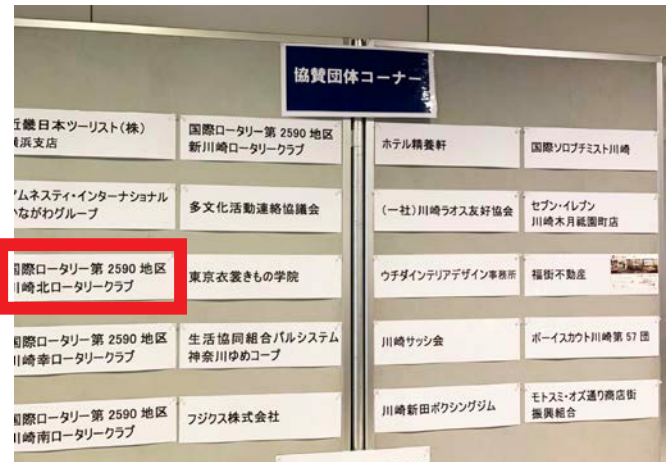 協賛団体コーナー
近畿日本ツーリスト(株)
横浜支店
国際ロータリー第 2590 地区
新川崎ロータリークラブ
アムネスティ・インターナショナル
かながわグループ
多文化活動連絡協議会
国際ロータリー第 2590 地区
川崎北ロータリークラブ
東京衣裳きもの学院
国際ロータリー第 2590 地区
川崎幸ロータリークラブ
生活協同組合パルシステム
神奈川ゆめコープ
国際ロータリー第 2590 地区
川崎南ロータリークラブ
フジクス株式会社
ホテル精養軒
国際ソロプチミスト川崎
(一社)川崎ラオス友好協会
セブン-イレブン
川崎木月祗園町店
ウチダインテリアデザイン事務所
福街不動産
川崎サッシ会
ボーイスカウト川崎第 57 団
川崎新田ボクシングジム
モトスミ・オズ通り商店街
振興組合